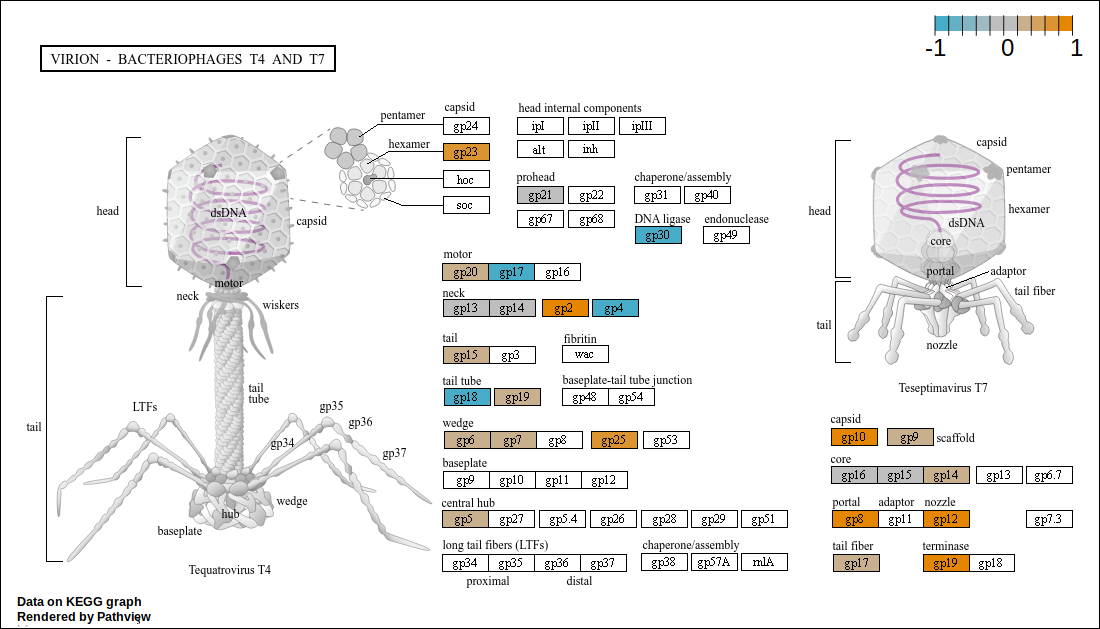 -1 0 1
VIRION - BACTERIOPHAGES T4 AND T7
capsid
head internal components
pentamer
gp24
ipI ipII ipIII
hexamer
gp23
alt inh
hoc
soc
prohead
gp21 gp22
gp67 gp68
chaperone/assembly
gp31 gp40
DNA ligase endonuclease
gp30 gp49
head
dsDNA
capsid
motor
neck
wiskers
motor
gp20 gp17 gp16
neck
gp13 gp14 gp2 gp4
tail fibritin
gp15 gp3 wac
tail tube baseplate-tail tube junction
gp18 gp19 gp48 gp54
wedge
gp6 gp7 gp8 gp25 gp53
baseplate
gp9 gp10 gp11 gp12
central hub
gp5 gp27 gp5.4 gp26 gp28 gp29 gp51
long tail fibers (LTFs) chaperone/assembly
gp34 gp35 gp36 gp37 gp38 gp57A rnlA
proximal distal
tail
LTFs
tail
tube
gp35
gp36
gp34
gp37
wedge
hub
baseplate
Tequatrovirus T4
capsid
pentamer
head
hexamer
dsDNA
core
portal
adaptor
tail fiber
tail
nozzle
Teseptimavirus T7
capsid
gp10 gp9 scaffold
core
gp16 gp15 gp14 gp13 gp6.7
portal adaptor nozzle
gp8 gp11 gp12 gp7.3
tail fiber terminase
gp17 gp19 gp18
Data on KEGG graph
Rendered by Pathview